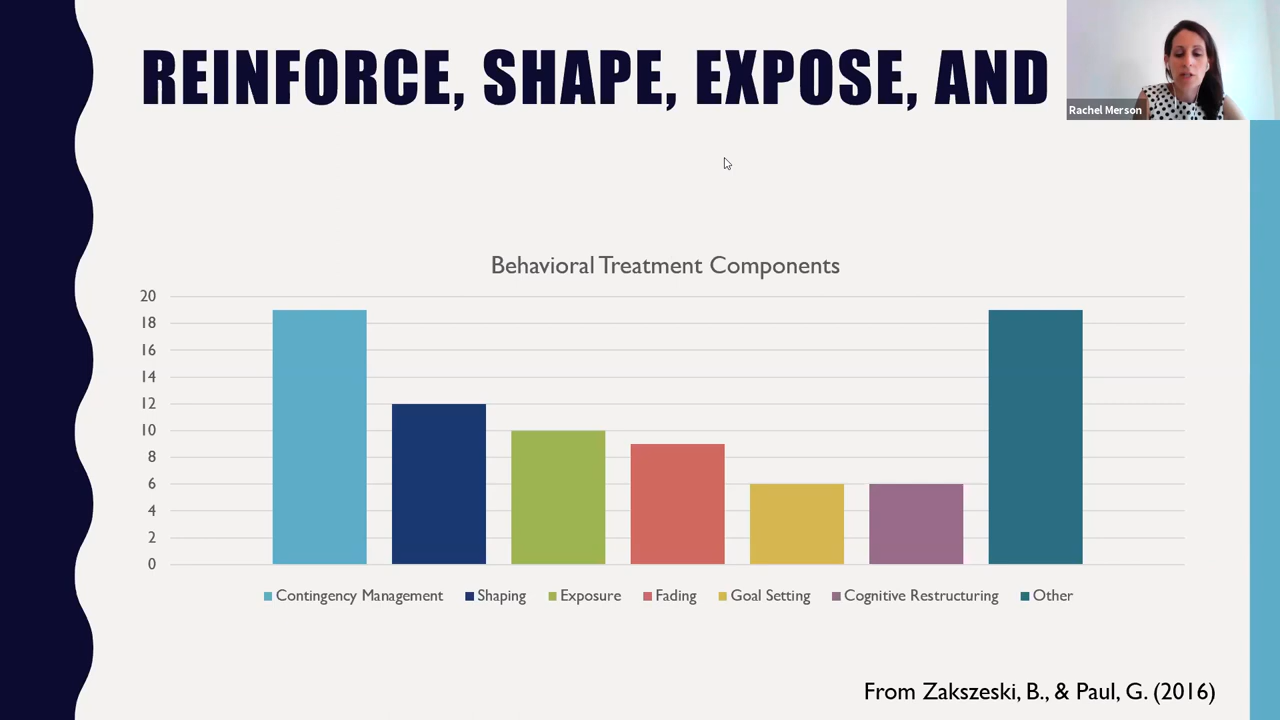 REINFORCE, SHAPE, EXPOSE, AND
Rachel Merson
Behavioral Treatment Components
20
18
16
14
12
10
8
6
4
2
0
Contingency Management Shaping Exposure Fading Goal Setting Cognitive Restructuring Other
From Zakszeski, B., & Paul, G. (2016)